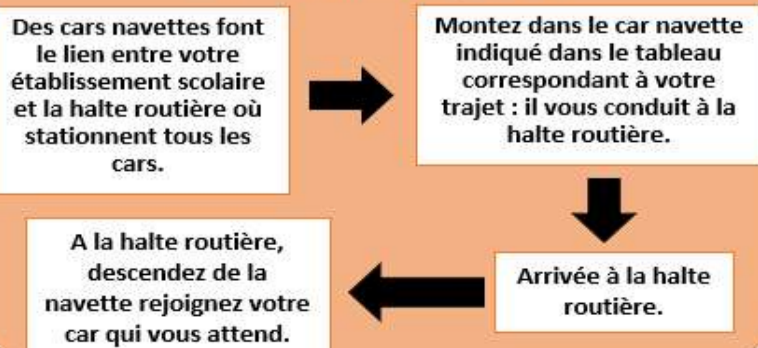 Des cars navettes font
le lien entre votre
établissement scolaire
et la halte routière où
stationnent tous les
cars.
Montez dans le car navette
indiqué dans le tableau
correspondant à votre
trajet : il vous conduit à la
halte routière.
Arrivée à la halte
routière.
A la halte routière,
descendez de la
navette rejoignez votre
car qui vous attend.